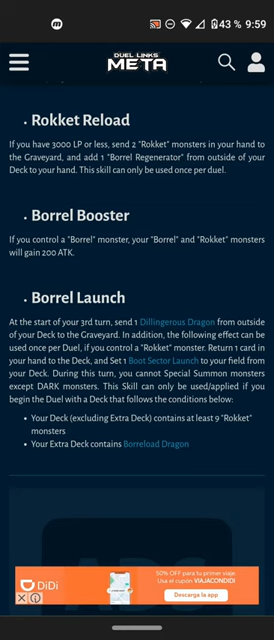 43 % 9:59
DUEL LINKS
META
• Rokket Reload
If you have 3000 LP or less, send 2 "Rokket" monsters in your hand to
the Graveyard, and add 1 "Borrel Regenerator" from outside of your
Deck to your hand. This skill can only be used once per duel.
• Borrel Booster
If you control a "Borrel" monster, your "Borrel" and "Rokket" monsters
will gain 200 ATK.
• Borrel Launch
At the start of your 3rd turn, send 1 Dillingerous Dragon from outside
of your Deck to the Graveyard. In addition, the following effect can be
used once per Duel, if you control a "Rokket" monster. Return 1 card in
your hand to the Deck, and Set 1 Boot Sector Launch to your field from
your Deck. During this turn, you cannot Special Summon monsters
except DARK monsters. This Skill can only be used/applied if you
begin the Duel with a Deck that follows the conditions below:
• Your Deck (excluding Extra Deck) contains at least 9 "Rokket"
monsters
• Your Extra Deck contains Borreload Dragon
ADS
DiDi
50% OFF para tu primer viaje.
Usa el cupón VIAJACONDIDI
Descarga la app